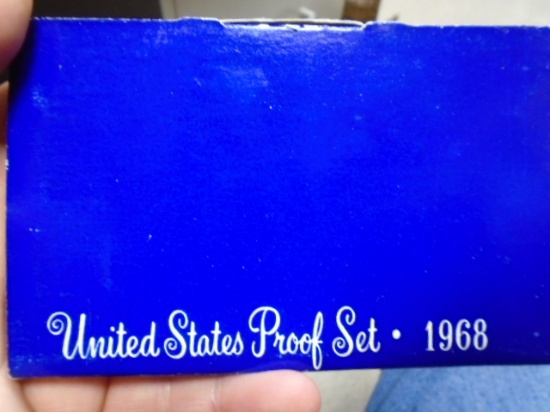 United States Proof Set • 1968